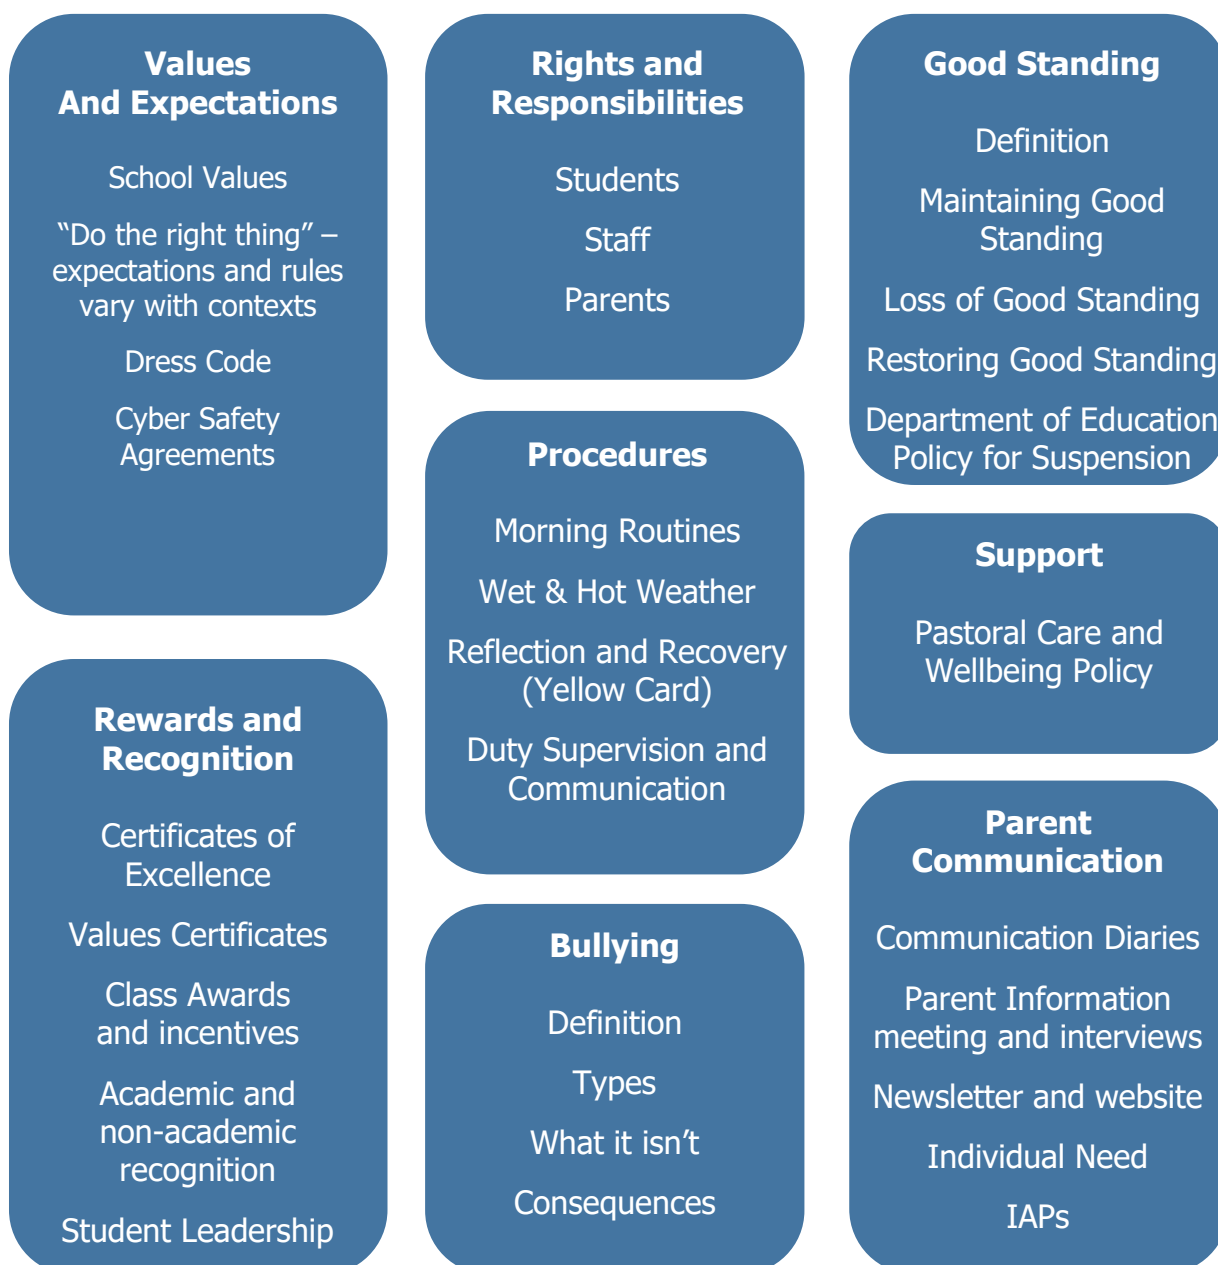 Values
And Expectations
School Values
“Do the right thing” –
expectations and rules
vary with contexts
Dress Code
Cyber Safety
Agreements
Rewards and
Recognition
Certificates of
Excellence
Values Certificates
Class Awards
and incentives
Academic and
non-academic
recognition
Student Leadership
Rights and
Responsibilities
Students
Staff
Parents
Procedures
Morning Routines
Wet & Hot Weather
Reflection and Recovery
(Yellow Card)
Duty Supervision and
Communication
Bullying
Definition
Types
What it isn’t
Consequences
Good Standing
Definition
Maintaining Good
Standing
Loss of Good Standing
Restoring Good Standing
Department of Education
Policy for Suspension
Support
Pastoral Care and
Wellbeing Policy
Parent
Communication
Communication Diaries
Parent Information
meeting and interviews
Newsletter and website
Individual Need
IAPs